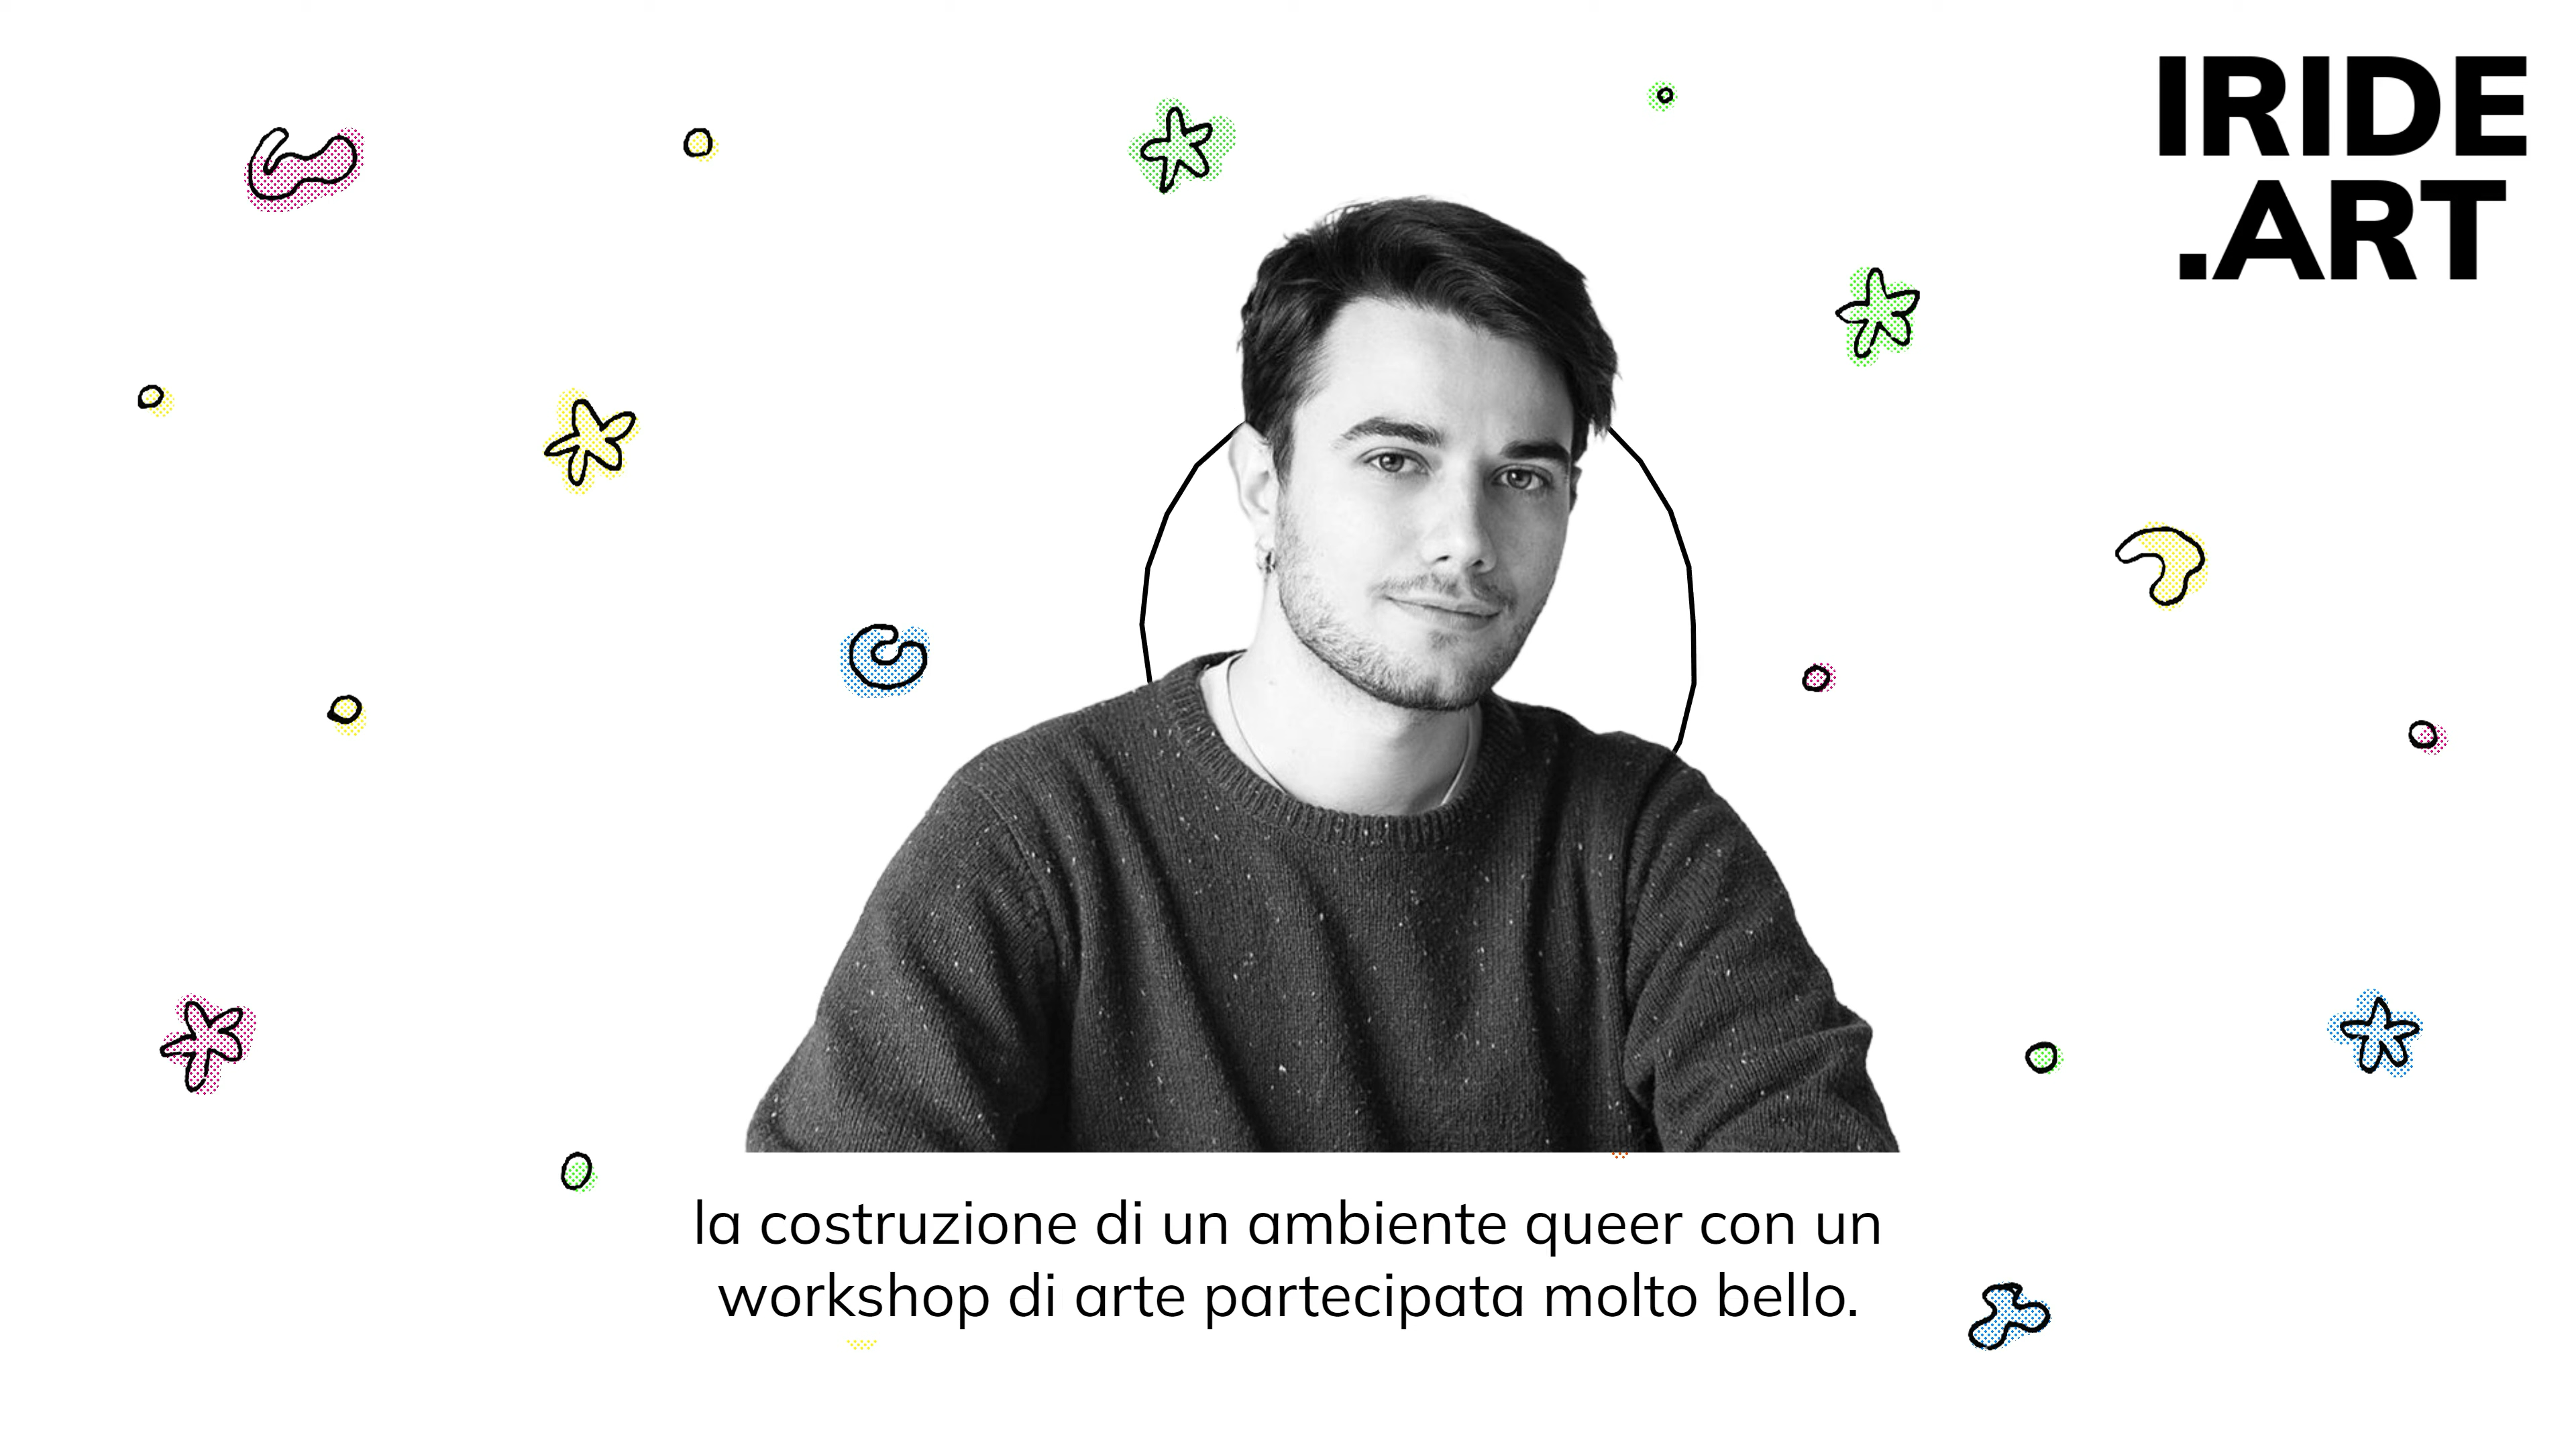 IRIDE
.ART
la costruzione di un ambiente queer con un
workshop di arte partecipata molto bello.